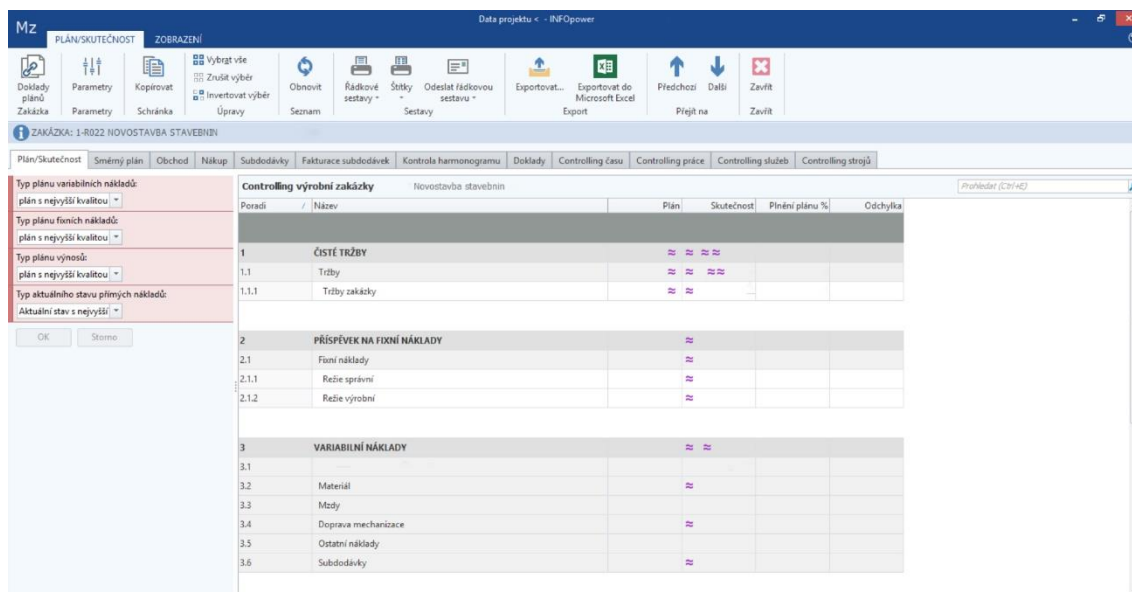 Data projektu < - INFOpower
Mz
PLÁN/SKUTEČNOST ZOBRAZENÍ
Doklady plánů
Parametry
Kopírovat
Vybrat vše
Zrušit výběr
Invertovat výběr
Obnovit
Řádkové sestavy
Štítky
Odeslat řádkovou sestavu
Exportovat...
Exportovat do Microsoft Excel
Předchozí
Další
Zavřít
Zakázka Parametry Schránka Úpravy Seznam Sestavy Export Přejít na Zavřít
ZAKÁZKA: 1-R022 NOVOSTAVBA STAVEBNIN
Plán/Skutečnost Směrný plán Obchod Nákup Subdodávky Fakturace subdodávek Kontrola harmonogramu Doklady Controlling času Controlling práce Controlling služeb Controlling strojů
Typ plánu variabilních nákladů:
plán s nejvyšší kvalitou
Typ plánu fixních nákladů:
plán s nejvyšší kvalitou
Typ plánu výnosů:
plán s nejvyšší kvalitou
Typ aktuálního stavu přímých nákladů:
Aktuální stav s nejvyšší
OK Storno
Controlling výrobní zakázky Novostavba stavebnin Prohledat (Ctrl+E)
Pořadí / Název Plán Skutečnost Plnění plánu % Odchylka
1 ČISTÉ TRŽBY ≈ ≈ ≈ ≈
1.1 Tržby ≈ ≈ ≈≈
1.1.1 Tržby zakázky ≈ ≈
2 PŘÍSPĚVEK NA FIXNÍ NÁKLADY ≈
2.1 Fixní náklady ≈
2.1.1 Režie správní ≈
2.1.2 Režie výrobní ≈
3 VARIABILNÍ NÁKLADY ≈ ≈
3.1
3.2 Materiál ≈
3.3 Mzdy
3.4 Doprava mechanizace ≈
3.5 Ostatní náklady
3.6 Subdodávky ≈